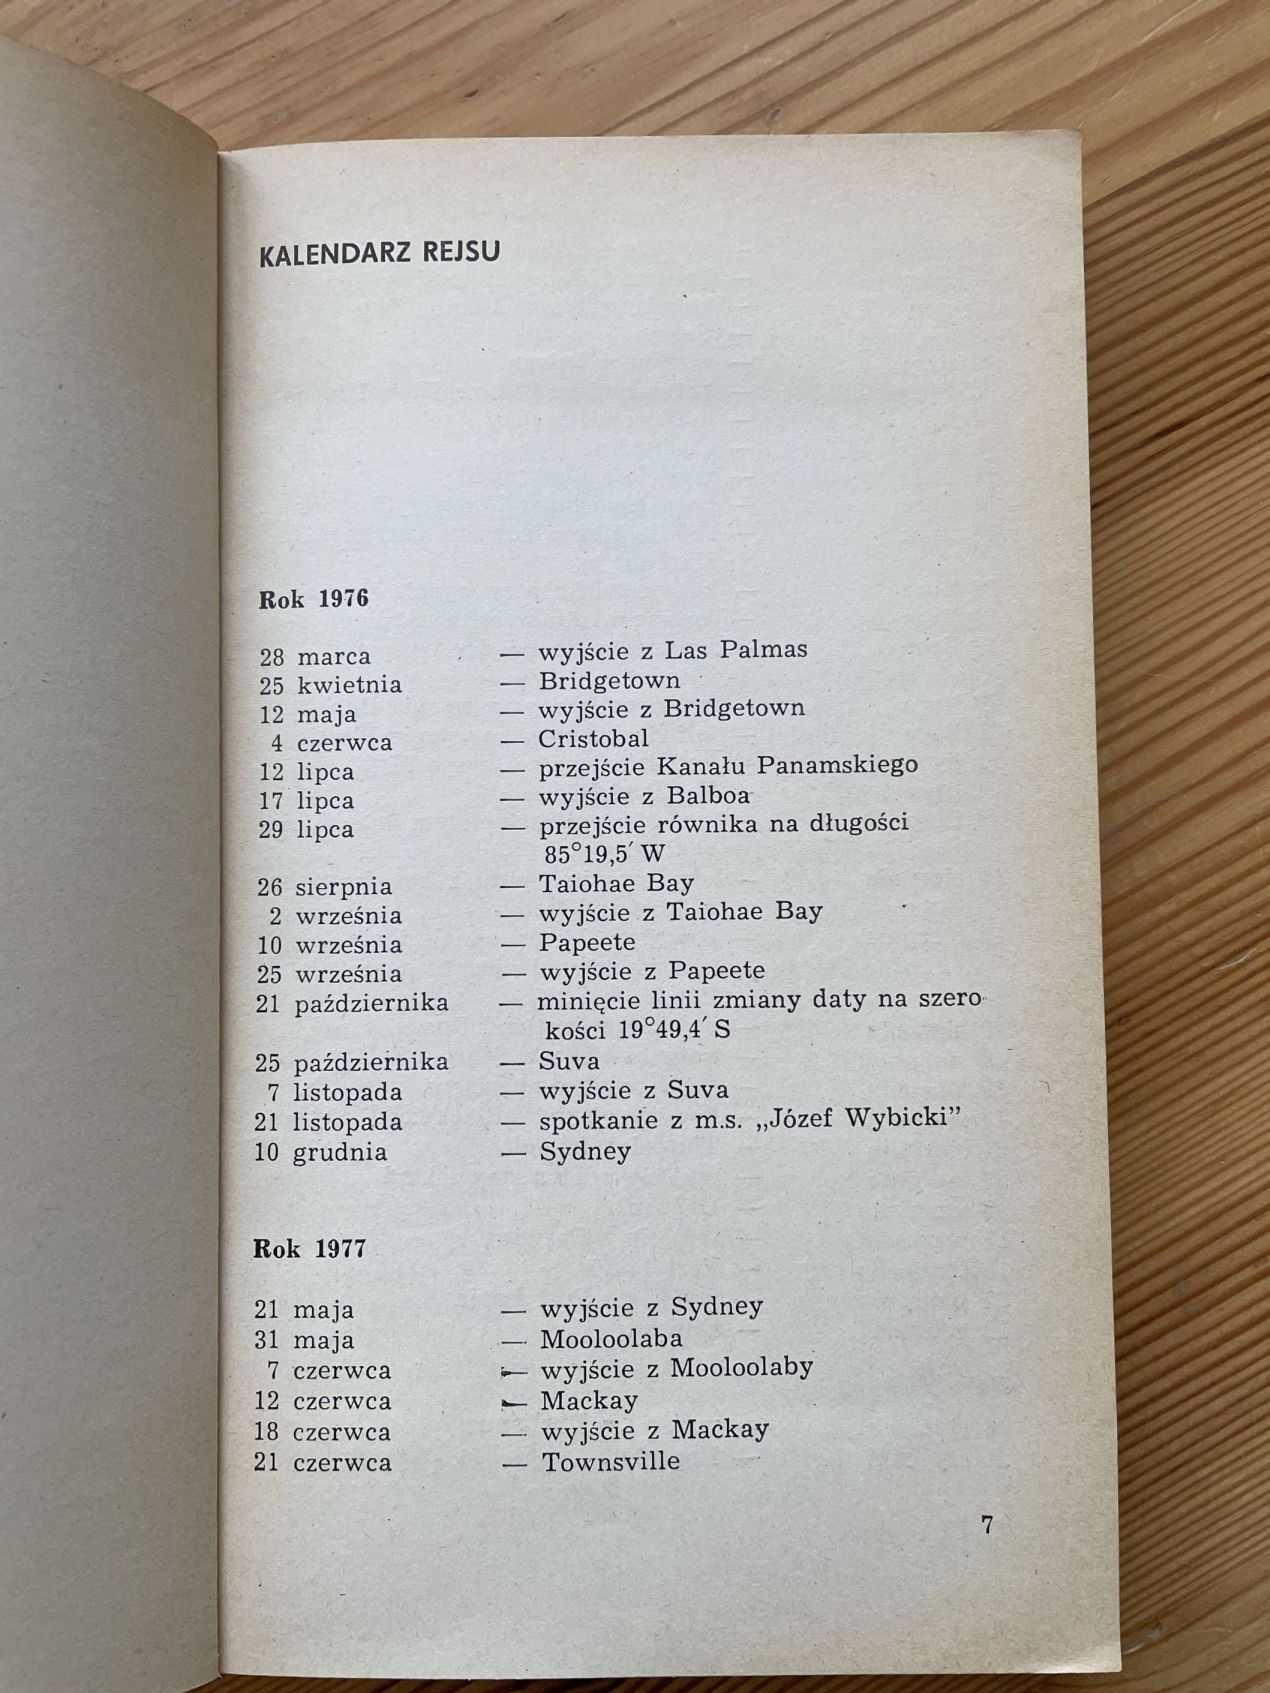 KALENDARZ REJSU
Rok 1976
28 marca — wyjście z Las Palmas
25 kwietnia — Bridgetown
12 maja — wyjście z Bridgetown
4 czerwca — Cristobal
12 lipca — przejście Kanału Panamskiego
17 lipca — wyjście z Balboa
29 lipca — przejście równika na długości
85°19,5′ W
26 sierpnia — Taiohae Bay
2 września — wyjście z Taiohae Bay
10 września — Papeete
25 września — wyjście z Papeete
21 października — minięcie linii zmiany daty na szero-
kości 19°49,4′ S
25 października — Suva
7 listopada — wyjście z Suva
21 listopada — spotkanie z m.s. „Józef Wybicki”
10 grudnia — Sydney
Rok 1977
21 maja — wyjście z Sydney
31 maja — Mooloolaba
7 czerwca — wyjście z Mooloolaby
12 czerwca — Mackay
18 czerwca — wyjście z Mackay
21 czerwca — Townsville
7